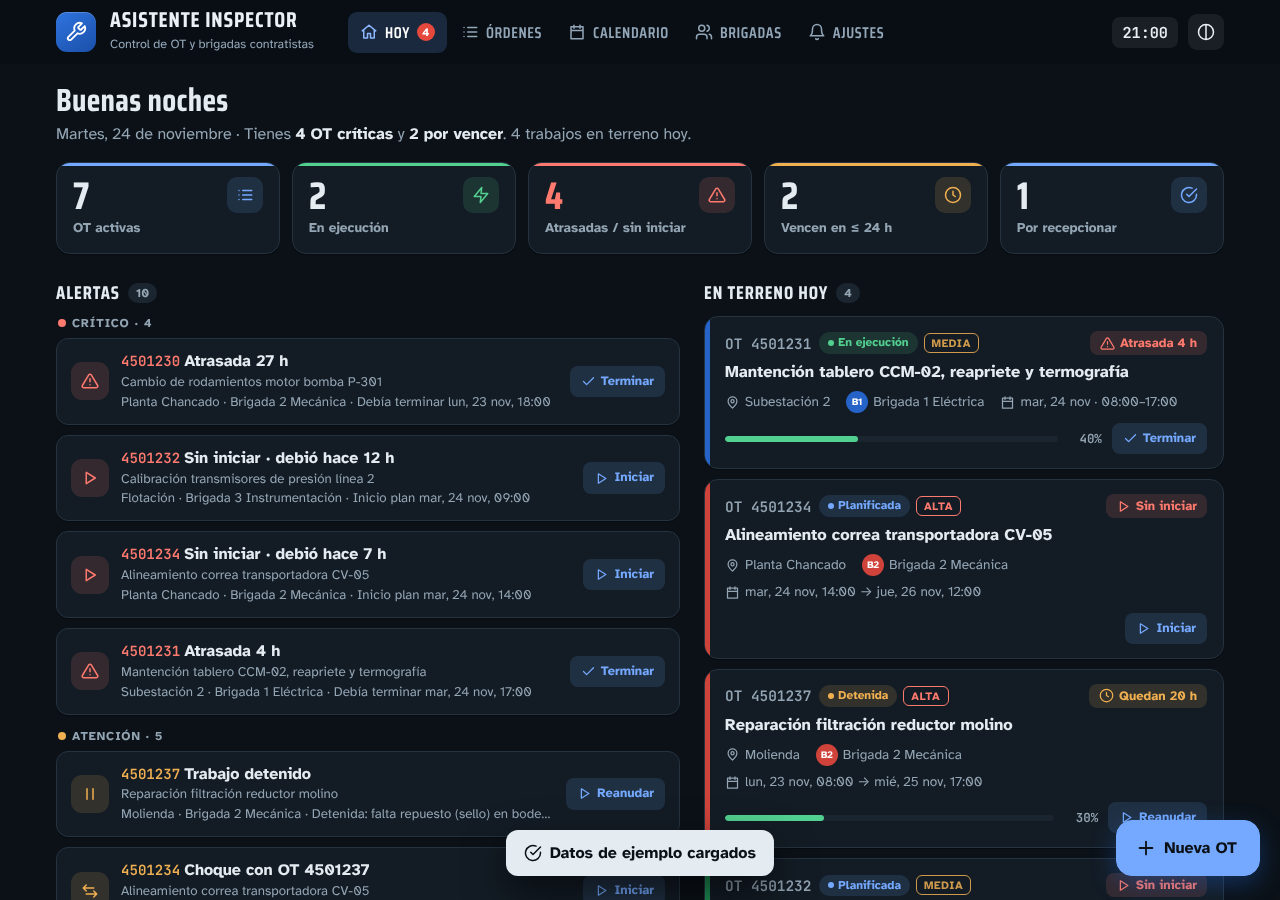 ASISTENTE INSPECTOR
Control de OT y brigadas contratistas
HOY 4
ÓRDENES
CALENDARIO
BRIGADAS
AJUSTES
21:00
Buenas noches
Martes, 24 de noviembre · Tienes 4 OT críticas y 2 por vencer. 4 trabajos en terreno hoy.
7
OT activas
2
En ejecución
4
Atrasadas / sin iniciar
2
Vencen en ≤ 24 h
1
Por recepcionar
ALERTAS 10
CRÍTICO · 4
4501230 Atrasada 27 h
Cambio de rodamientos motor bomba P-301
Planta Chancado · Brigada 2 Mecánica · Debía terminar lun, 23 nov, 18:00
Terminar
4501232 Sin iniciar · debió hace 12 h
Calibración transmisores de presión línea 2
Flotación · Brigada 3 Instrumentación · Inicio plan mar, 24 nov, 09:00
Iniciar
4501234 Sin iniciar · debió hace 7 h
Alineamiento correa transportadora CV-05
Planta Chancado · Brigada 2 Mecánica · Inicio plan mar, 24 nov, 14:00
Iniciar
4501231 Atrasada 4 h
Mantención tablero CCM-02, reapriete y termografía
Subestación 2 · Brigada 1 Eléctrica · Debía terminar mar, 24 nov, 17:00
Terminar
ATENCIÓN · 5
4501237 Trabajo detenido
Reparación filtración reductor molino
Molienda · Brigada 2 Mecánica · Detenida: falta repuesto (sello) en bode...
Reanudar
4501234 Choque con OT 4501237
Alineamiento correa transportadora CV-05
Iniciar
EN TERRENO HOY 4
OT 4501231 En ejecución MEDIA Atrasada 4 h
Mantención tablero CCM-02, reapriete y termografía
Subestación 2 B1 Brigada 1 Eléctrica mar, 24 nov · 08:00–17:00
40% Terminar
OT 4501234 Planificada ALTA Sin iniciar
Alineamiento correa transportadora CV-05
Planta Chancado B2 Brigada 2 Mecánica
mar, 24 nov, 14:00 → jue, 26 nov, 12:00
Iniciar
OT 4501237 Detenida ALTA Quedan 20 h
Reparación filtración reductor molino
Molienda B2 Brigada 2 Mecánica
lun, 23 nov, 08:00 → mié, 25 nov, 17:00
30% Reanudar
OT 4501232 Planificada MEDIA Sin iniciar
Datos de ejemplo cargados
Nueva OT